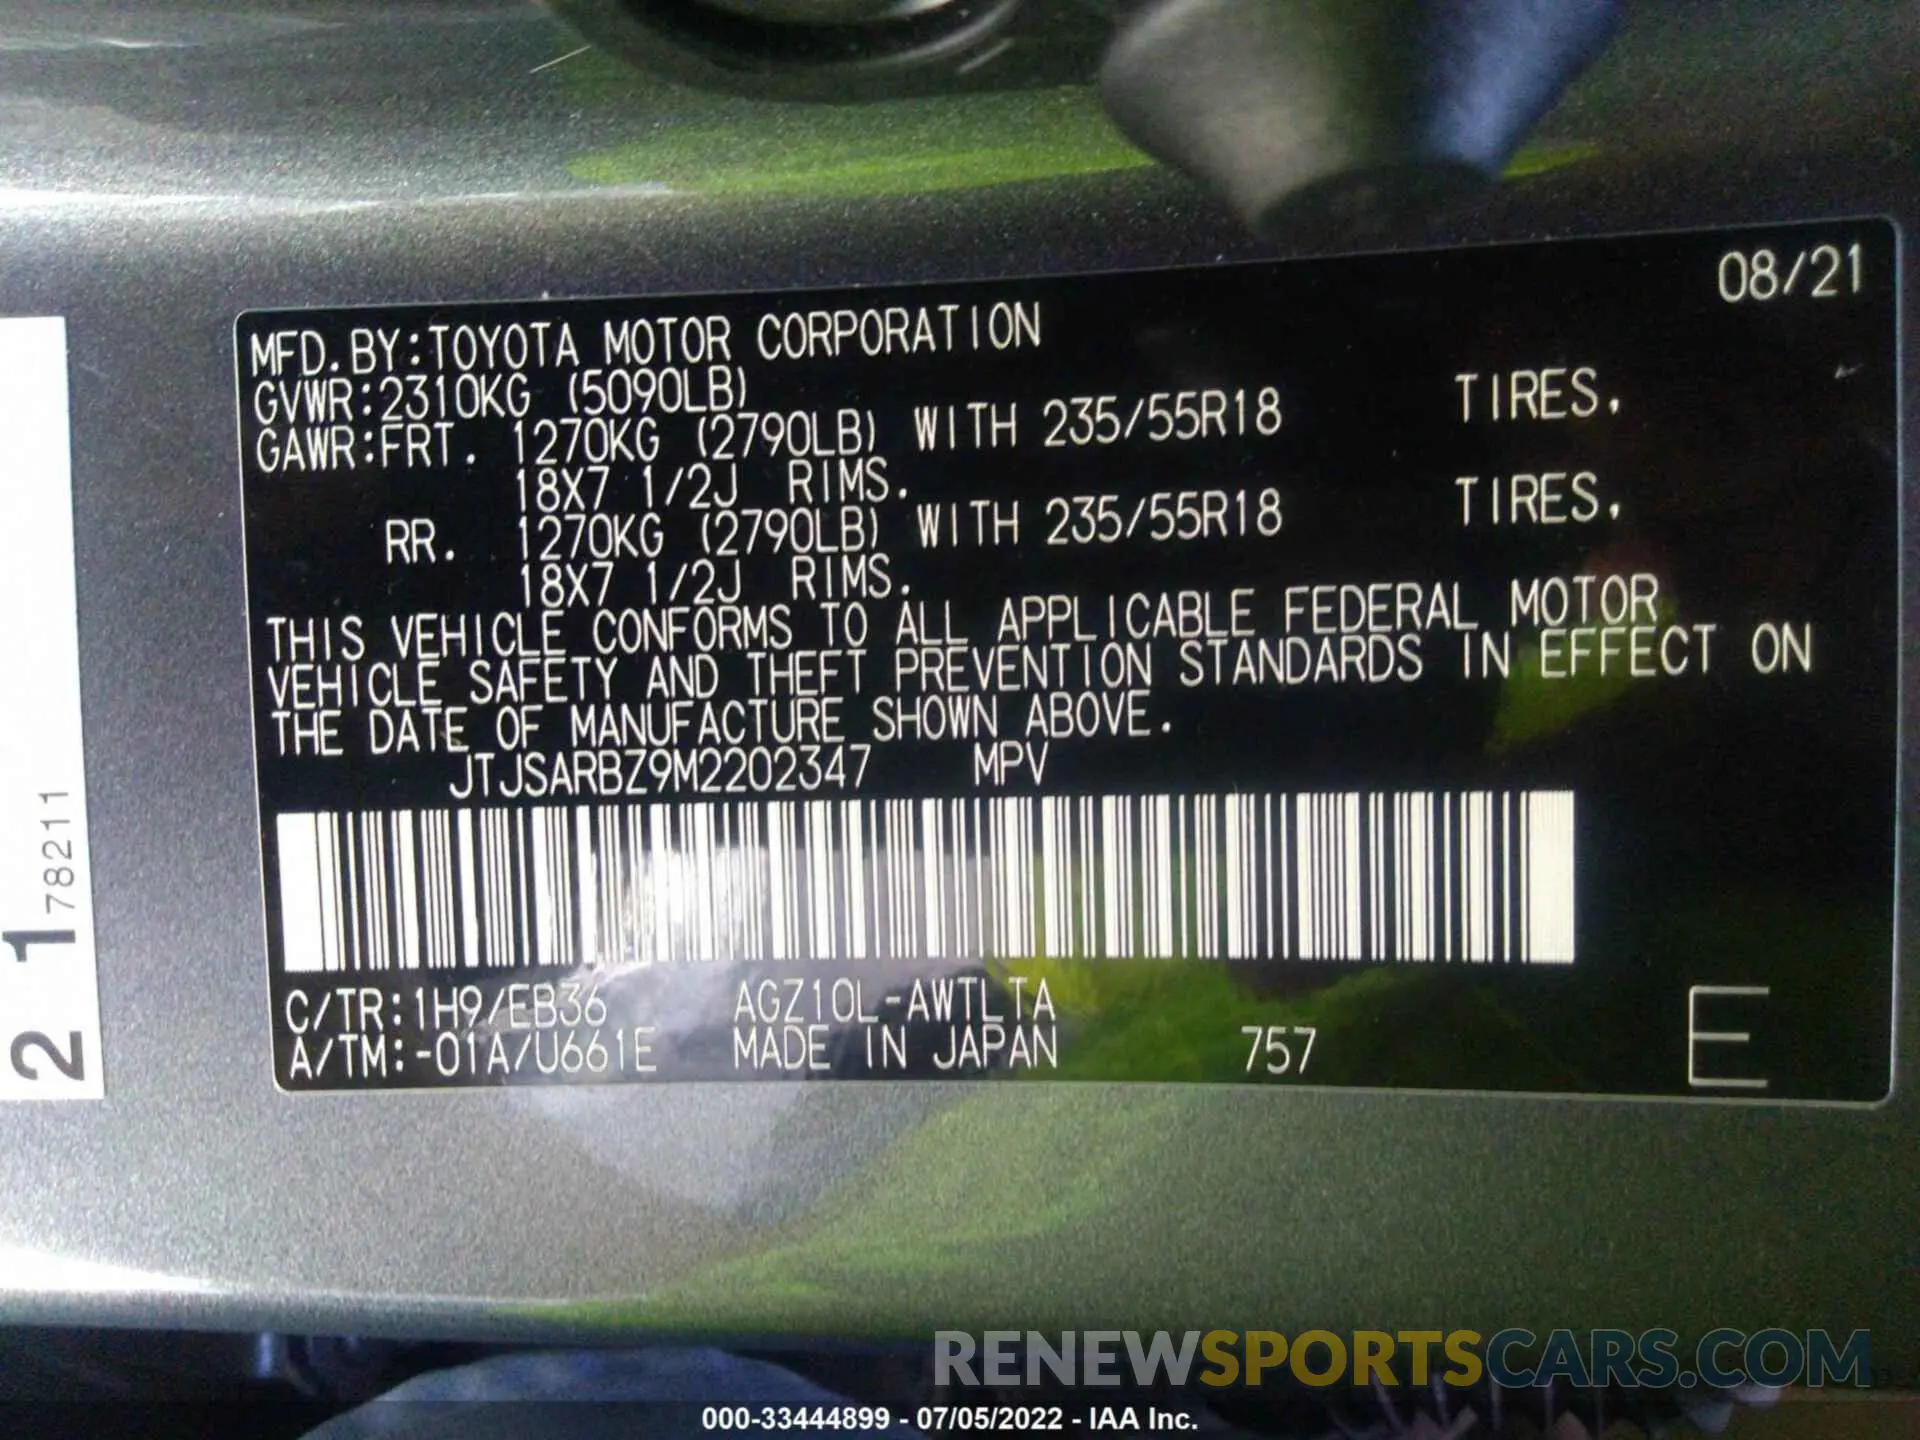 08/21
MFD.BY:TOYOTA MOTOR CORPORATION
GVWR:2310KG (5090LB)
GAWR:FRT. 1270KG (2790LB) WITH 235/55R18 TIRES,
18X7 1/2J RIMS.
RR. 1270KG (2790LB) WITH 235/55R18 TIRES,
18X7 1/2J RIMS.
THIS VEHICLE CONFORMS TO ALL APPLICABLE FEDERAL MOTOR
VEHICLE SAFETY AND THEFT PREVENTION STANDARDS IN EFFECT ON
THE DATE OF MANUFACTURE SHOWN ABOVE.
JTJSARBZ9M2202347 MPV
C/TR:1H9/EB36 AGZ10L-AWTLTA
A/TM:-01A/U661E MADE IN JAPAN 757 E
21 78211
RENEWSPORTSCARS.COM
000-33444899 - 07/05/2022 - IAA Inc.